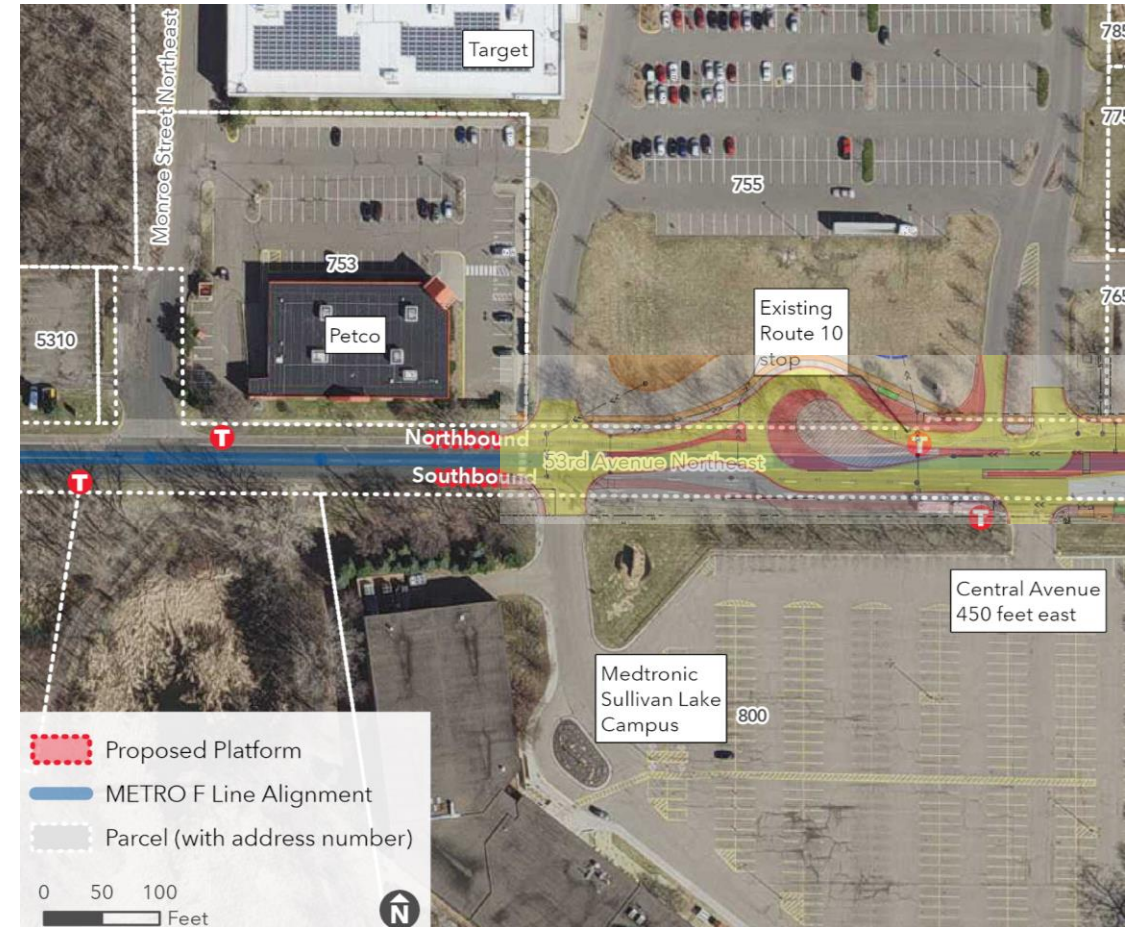 785
Target
Monroe Street Northeast
775
755
753
765
Existing
Route 10
stop
5310
Petco
T
Northbound
T
53rd Avenue Northeast
Southbound
T
T
Central Avenue
450 feet east
Medtronic
Sullivan Lake
Campus
800
Proposed Platform
METRO F Line Alignment
Parcel (with address number)
0 50 100
Feet
N